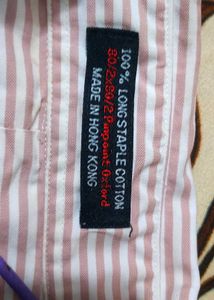 100% LONG STAPLE COTTON
80/2x80/2 Pinpoint Oxford
MADE IN HONG KONG